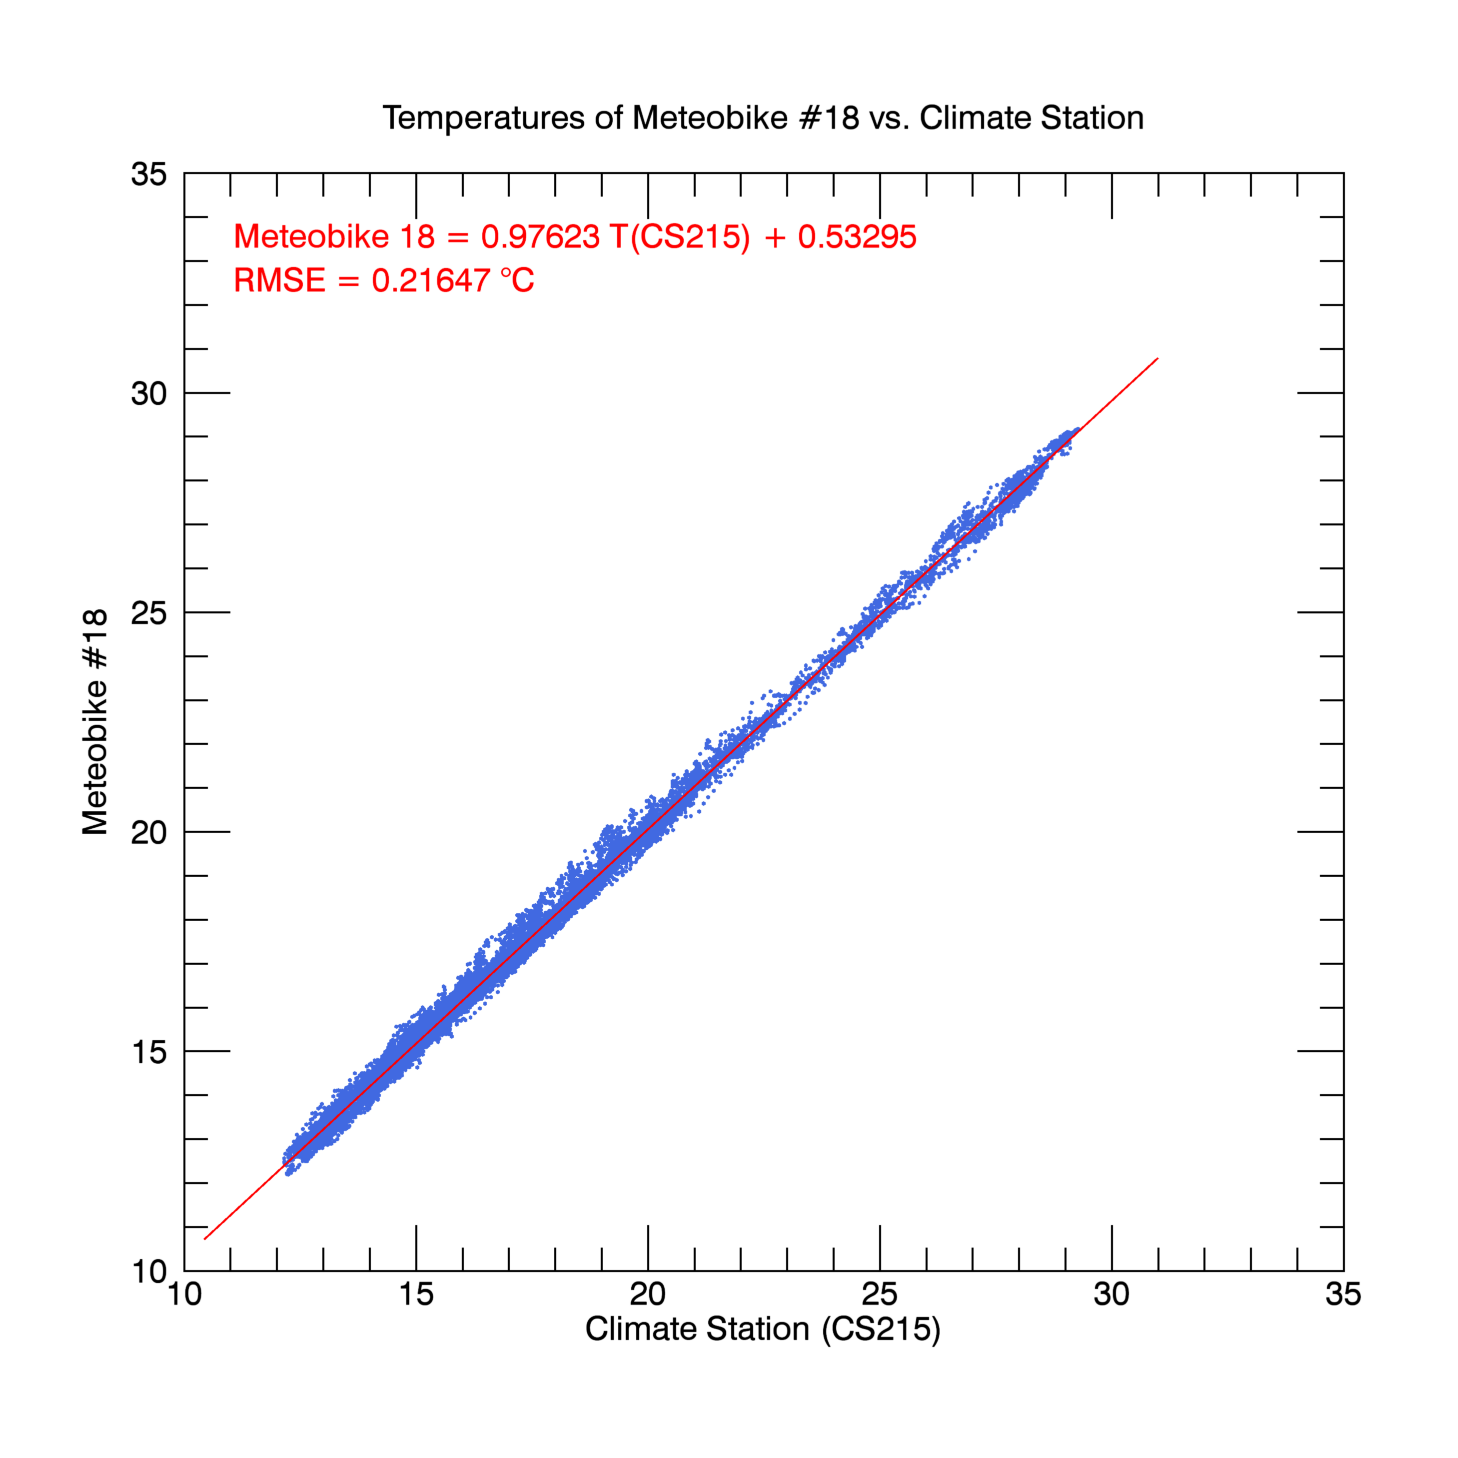 Temperatures of Meteobike #18 vs. Climate Station
Meteobike 18 = 0.97623 T(CS215) + 0.53295
RMSE = 0.21647 °C
35
30
25
20
15
10
Meteobike #18
10 15 20 25 30 35
Climate Station (CS215)